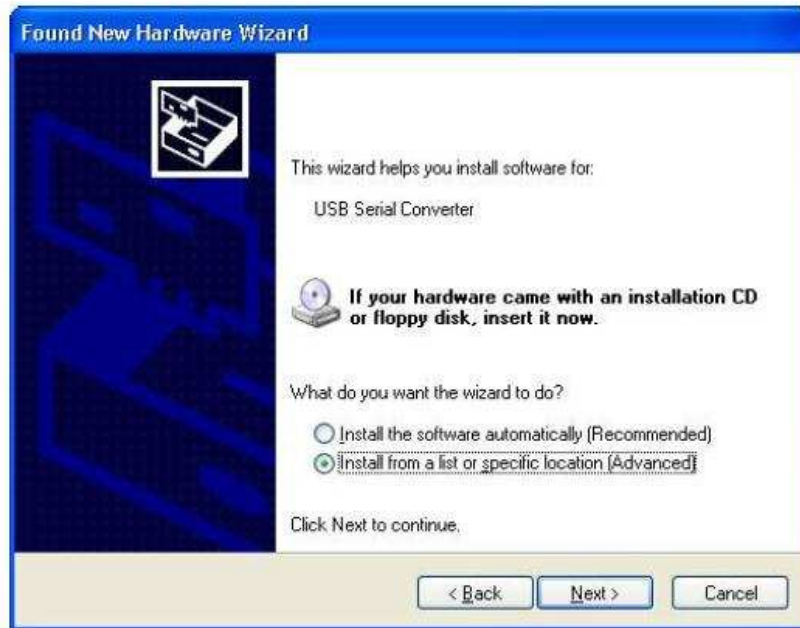 Found New Hardware Wizard
This wizard helps you install software for:
USB Serial Converter
If your hardware came with an installation CD
or floppy disk, insert it now.
What do you want the wizard to do?
Install the software automatically (Recommended)
Install from a list or specific location (Advanced)
Click Next to continue.
< Back Next > Cancel